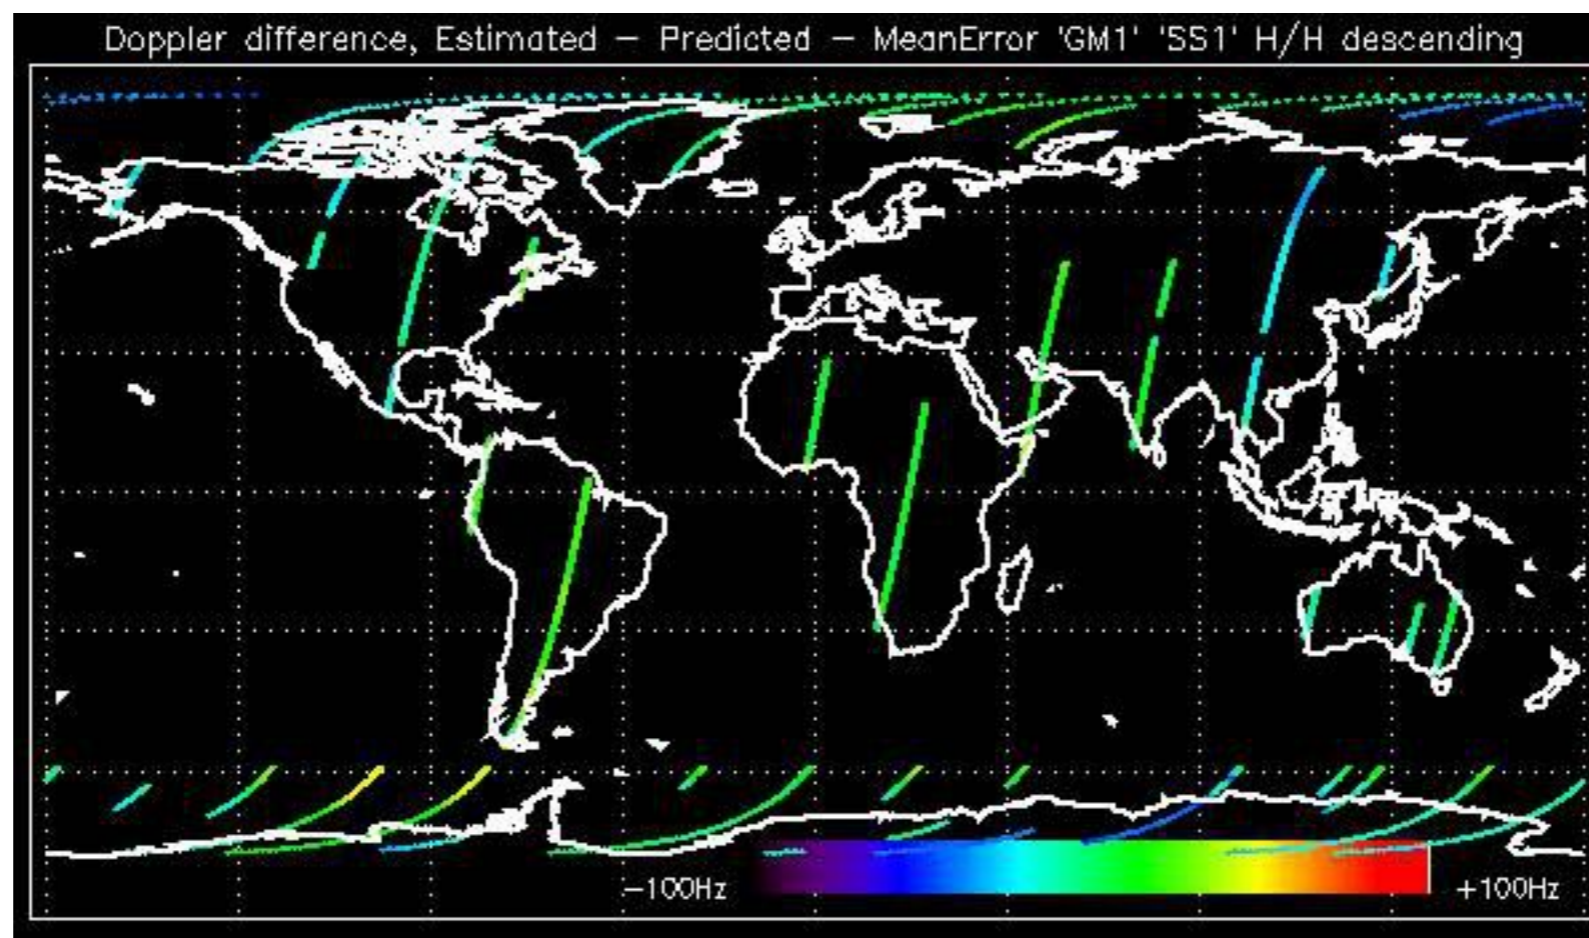 Doppler difference, Estimated – Predicted – MeanError 'GM1' 'SS1' H/H descending
−100Hz +100Hz